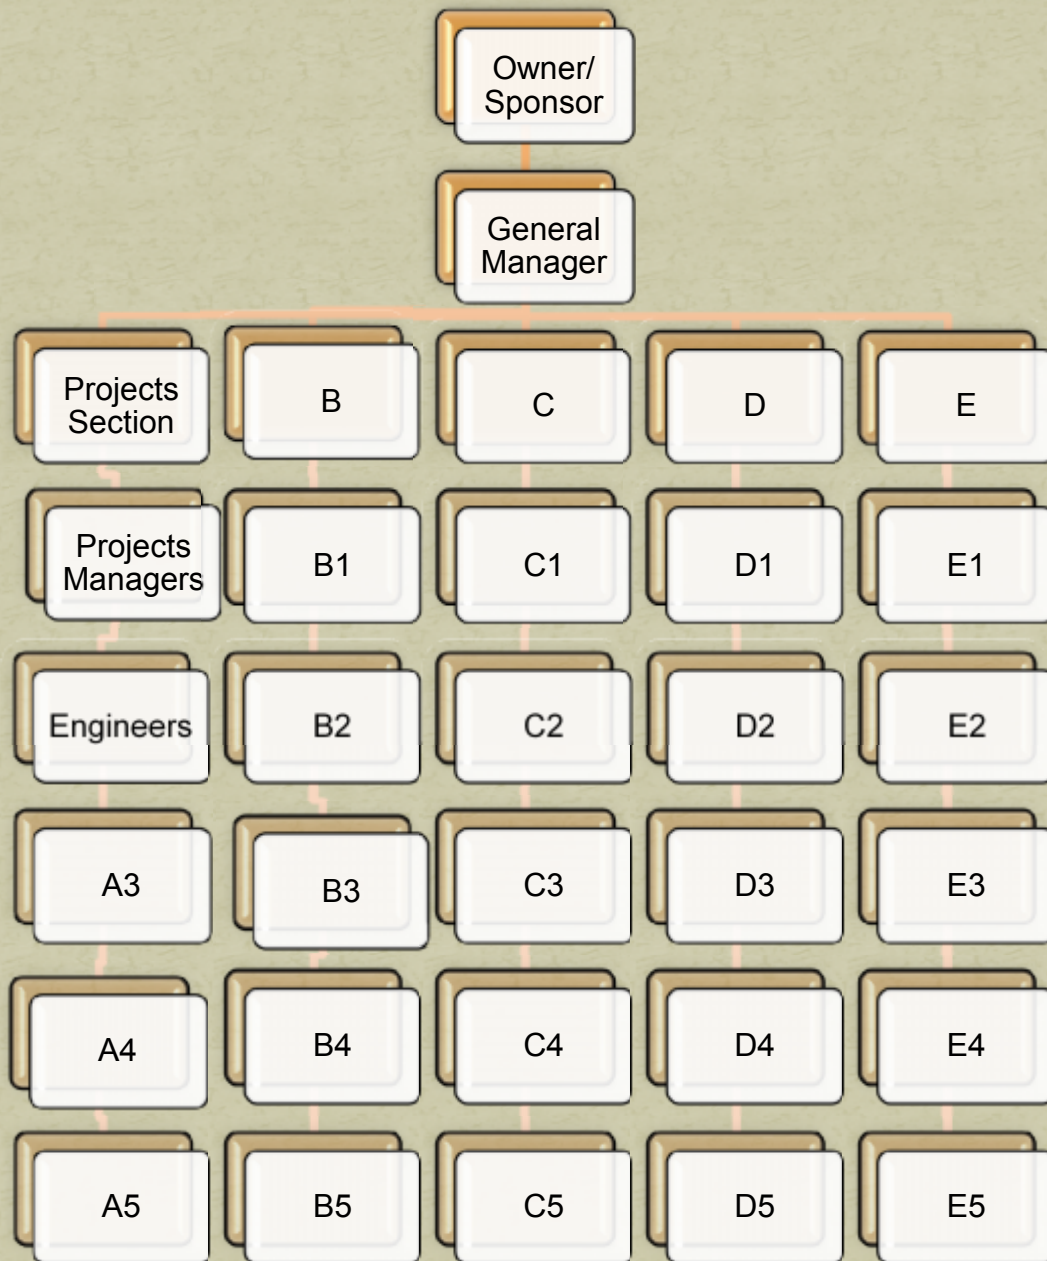 Owner/
Sponsor
General
Manager
Projects
Section
B
C
D
E
Projects
Managers
B1
C1
D1
E1
Engineers
B2
C2
D2
E2
A3
B3
C3
D3
E3
A4
B4
C4
D4
E4
A5
B5
C5
D5
E5